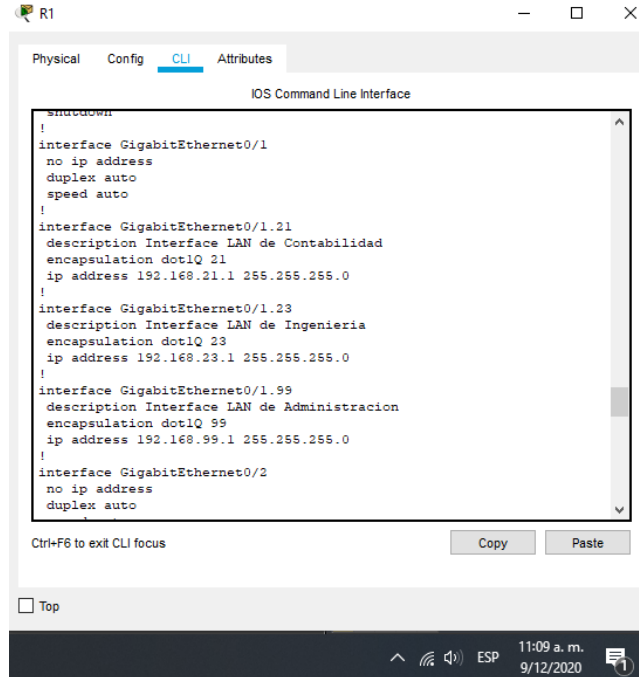 R1
Physical Config CLI Attributes
IOS Command Line Interface
shutdown
!
interface GigabitEthernet0/1
no ip address
duplex auto
speed auto
!
interface GigabitEthernet0/1.21
description Interface LAN de Contabilidad
encapsulation dot1Q 21
ip address 192.168.21.1 255.255.255.0
!
interface GigabitEthernet0/1.23
description Interface LAN de Ingenieria
encapsulation dot1Q 23
ip address 192.168.23.1 255.255.255.0
!
interface GigabitEthernet0/1.99
description Interface LAN de Administracion
encapsulation dot1Q 99
ip address 192.168.99.1 255.255.255.0
!
interface GigabitEthernet0/2
no ip address
duplex auto
Ctrl+F6 to exit CLI focus
Copy Paste
Top
ESP
11:09 a. m.
9/12/2020
1